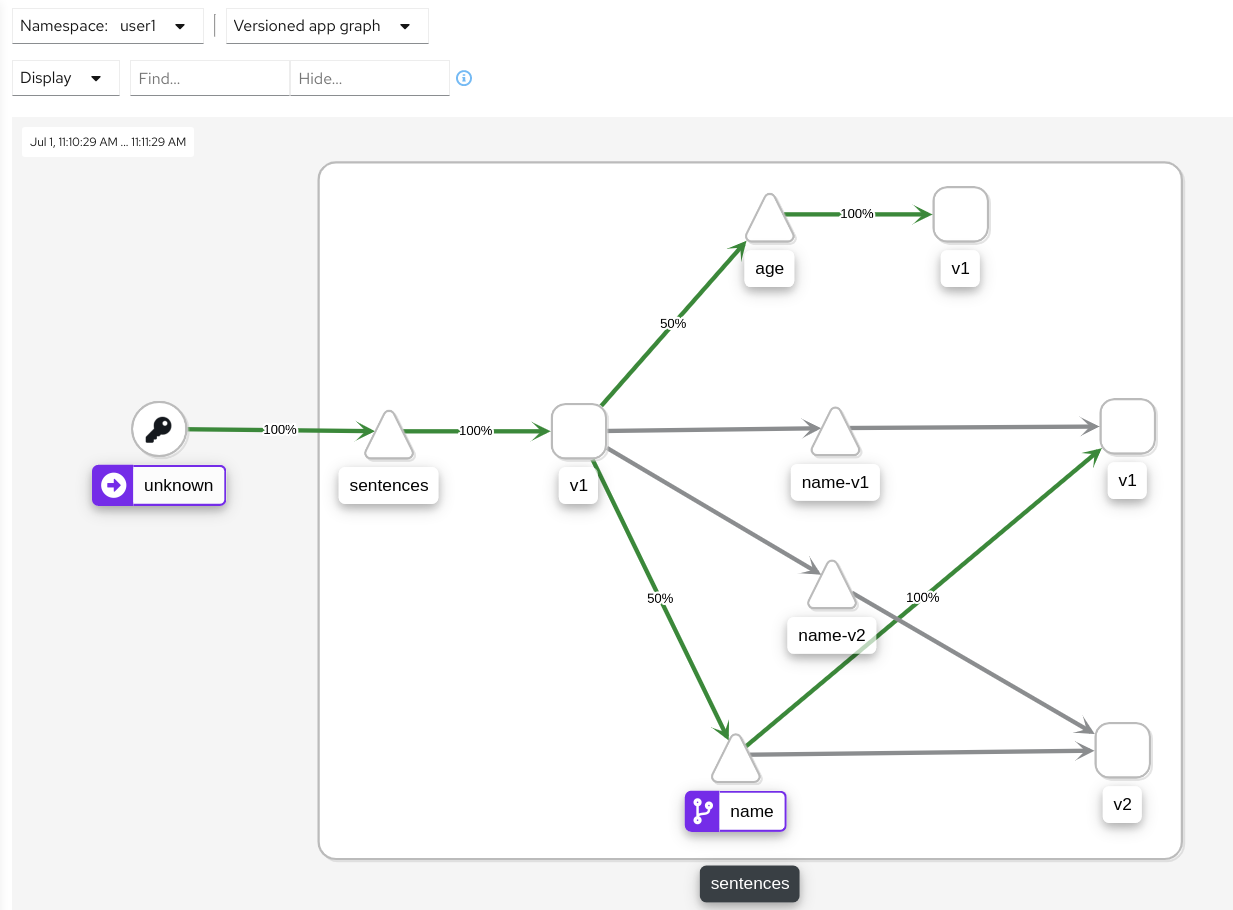 Namespace: user1
Versioned app graph
Display
Find...
Hide...
Jul 1, 11:10:29 AM ... 11:11:29 AM
100%
age
v1
50%
100%
100%
unknown
sentences
v1
name-v1
v1
50%
100%
name-v2
name
v2
sentences